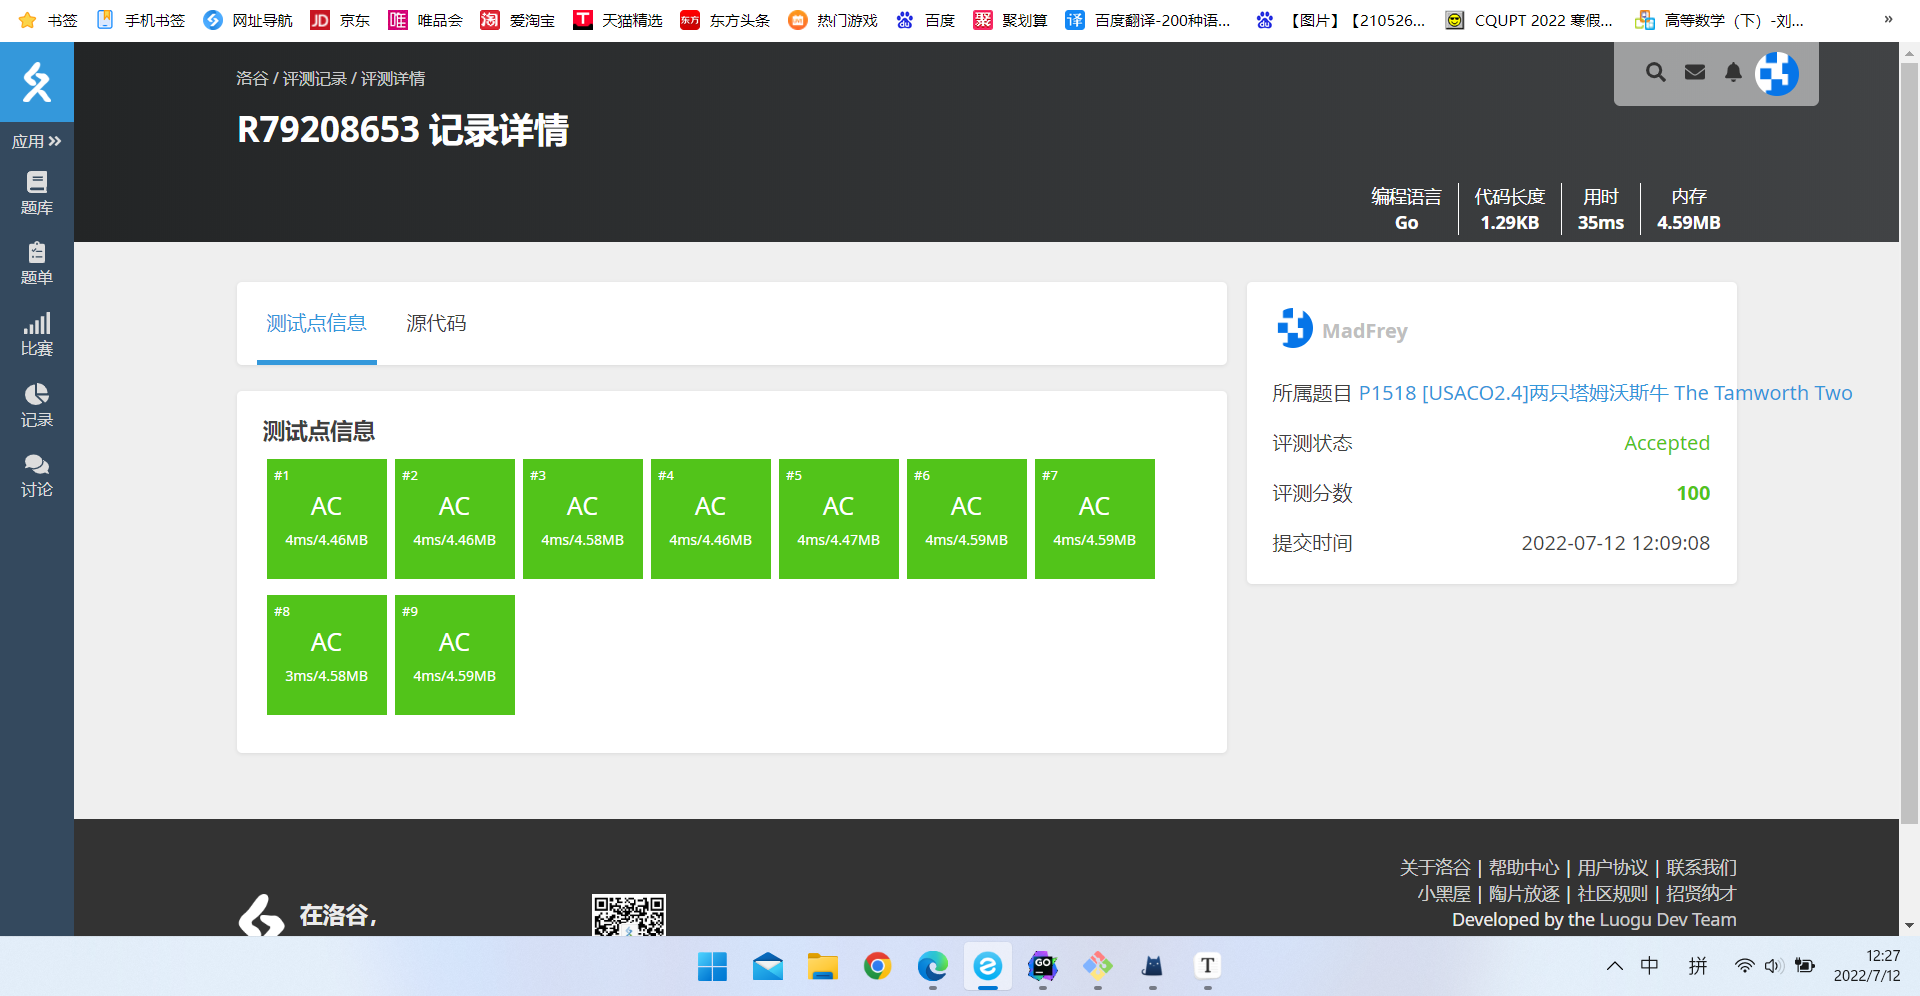 书签 手机书签 网址导航 JD 京东 唯 唯品会 淘 爱淘宝 T 天猫精选 东方 东方头条 热门游戏 百度 聚 聚划算 译 百度翻译-200种语... 【图片】【210526... CQUPT 2022 寒假... 高等数学（下）-刘... »
洛谷 / 评测记录 / 评测详情
R79208653 记录详情
应用
题库
题单
比赛
记录
讨论
编程语言 代码长度 用时 内存
Go 1.29KB 35ms 4.59MB
测试点信息 源代码
测试点信息
#1 #2 #3 #4 #5 #6 #7
AC AC AC AC AC AC AC
4ms/4.46MB 4ms/4.46MB 4ms/4.58MB 4ms/4.46MB 4ms/4.47MB 4ms/4.59MB 4ms/4.59MB
#8 #9
AC AC
3ms/4.58MB 4ms/4.59MB
MadFrey
所属题目 P1518 [USACO2.4]两只塔姆沃斯牛 The Tamworth Two
评测状态 Accepted
评测分数 100
提交时间 2022-07-12 12:09:08
在洛谷，
关于洛谷 | 帮助中心 | 用户协议 | 联系我们
小黑屋 | 陶片放逐 | 社区规则 | 招贤纳才
Developed by the Luogu Dev Team
GO T 中 拼 12:27
2022/7/12